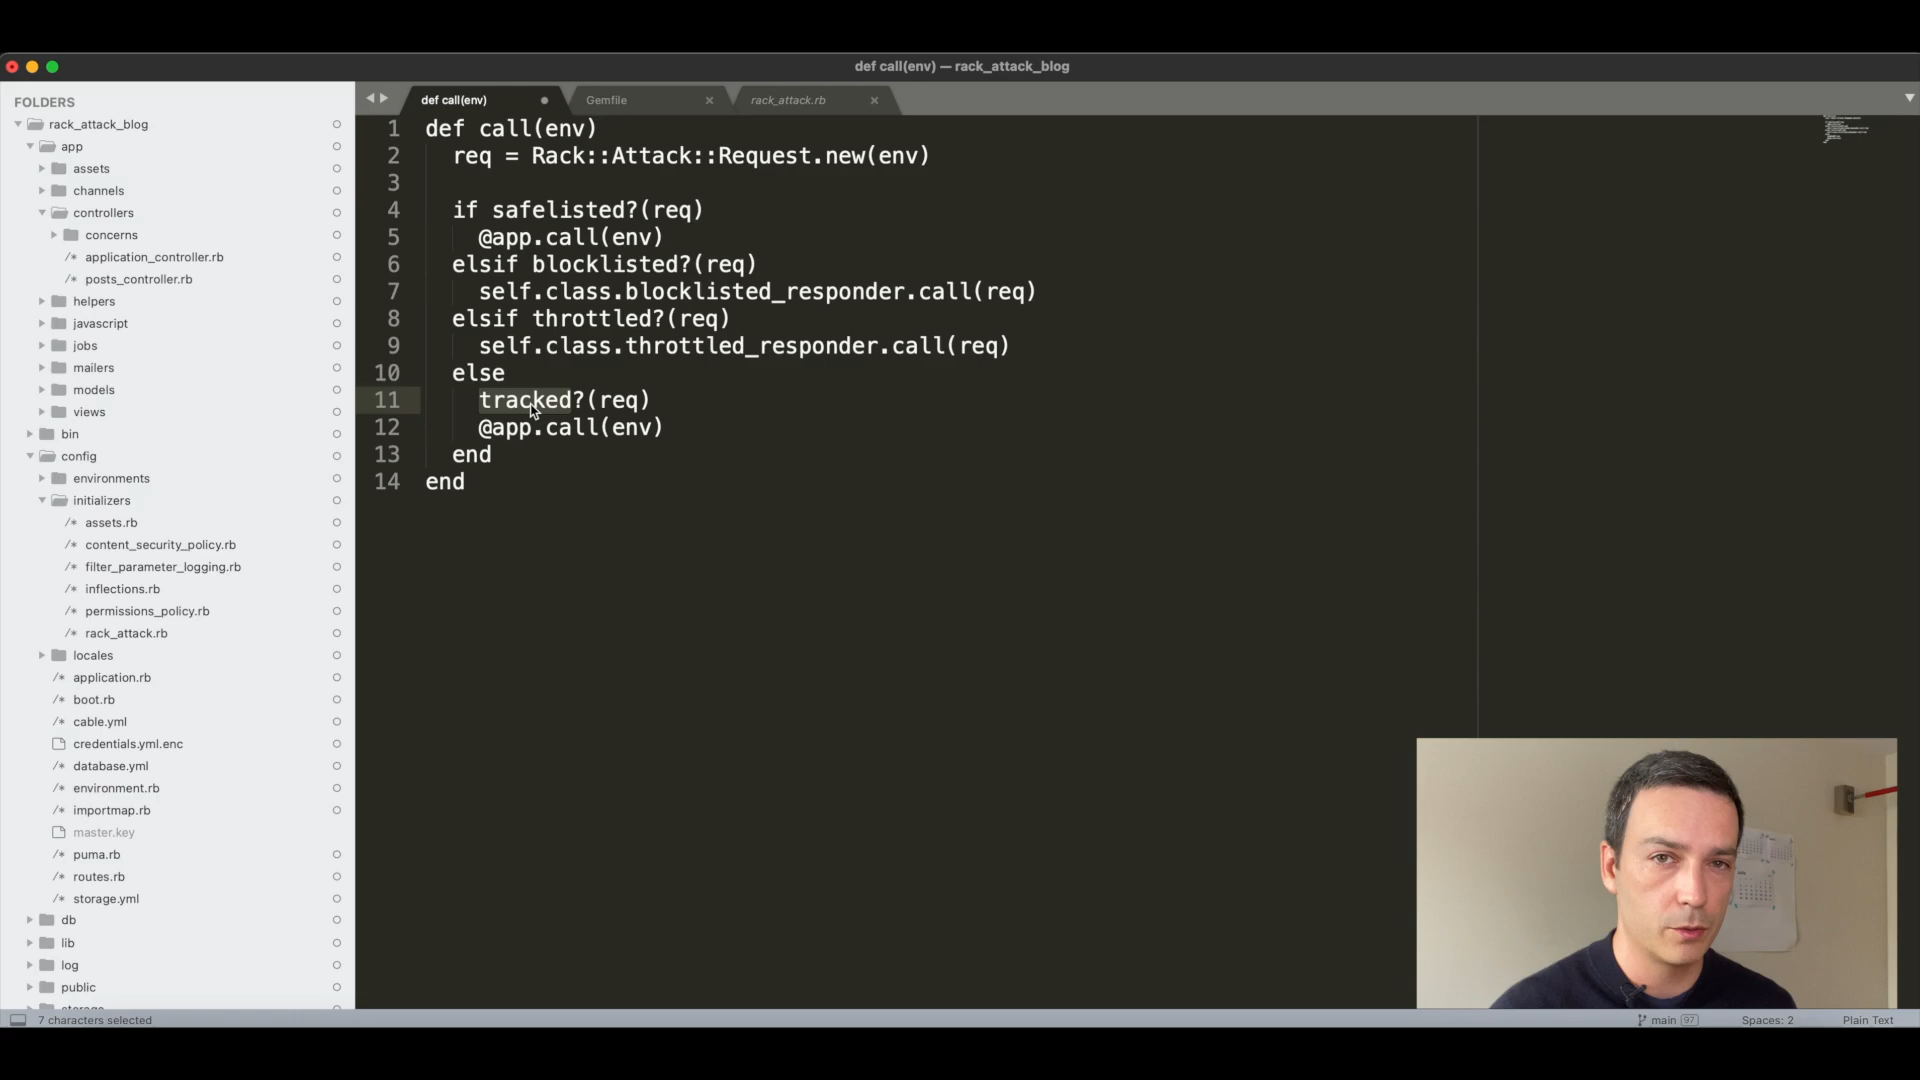 def call(env) — rack_attack_blog
FOLDERS
rack_attack_blog
app
assets
channels
controllers
concerns
/* application_controller.rb
/* posts_controller.rb
helpers
javascript
jobs
mailers
models
views
bin
config
environments
initializers
/* assets.rb
/* content_security_policy.rb
/* filter_parameter_logging.rb
/* inflections.rb
/* permissions_policy.rb
/* rack_attack.rb
locales
/* application.rb
/* boot.rb
/* cable.yml
credentials.yml.enc
/* database.yml
/* environment.rb
/* importmap.rb
master.key
/* puma.rb
/* routes.rb
/* storage.yml
db
lib
log
public
storage
def call(env)
Gemfile
rack_attack.rb
1 def call(env)
2 req = Rack::Attack::Request.new(env)
3
4 if safelisted?(req)
5 @app.call(env)
6 elsif blocklisted?(req)
7 self.class.blocklisted_responder.call(req)
8 elsif throttled?(req)
9 self.class.throttled_responder.call(req)
10 else
11 tracked?(req)
12 @app.call(env)
13 end
14 end
7 characters selected
main 97
Spaces: 2
Plain Text